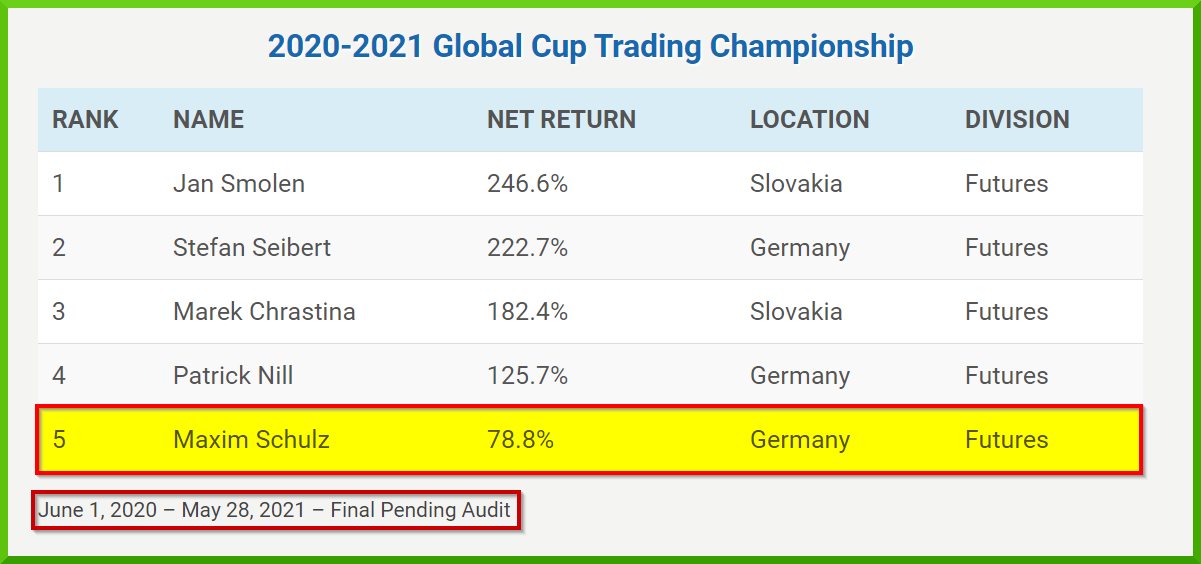 2020-2021 Global Cup Trading Championship
RANK NAME NET RETURN LOCATION DIVISION
1 Jan Smolen 246.6% Slovakia Futures
2 Stefan Seibert 222.7% Germany Futures
3 Marek Chrastina 182.4% Slovakia Futures
4 Patrick Nill 125.7% Germany Futures
5 Maxim Schulz 78.8% Germany Futures
June 1, 2020 – May 28, 2021 – Final Pending Audit